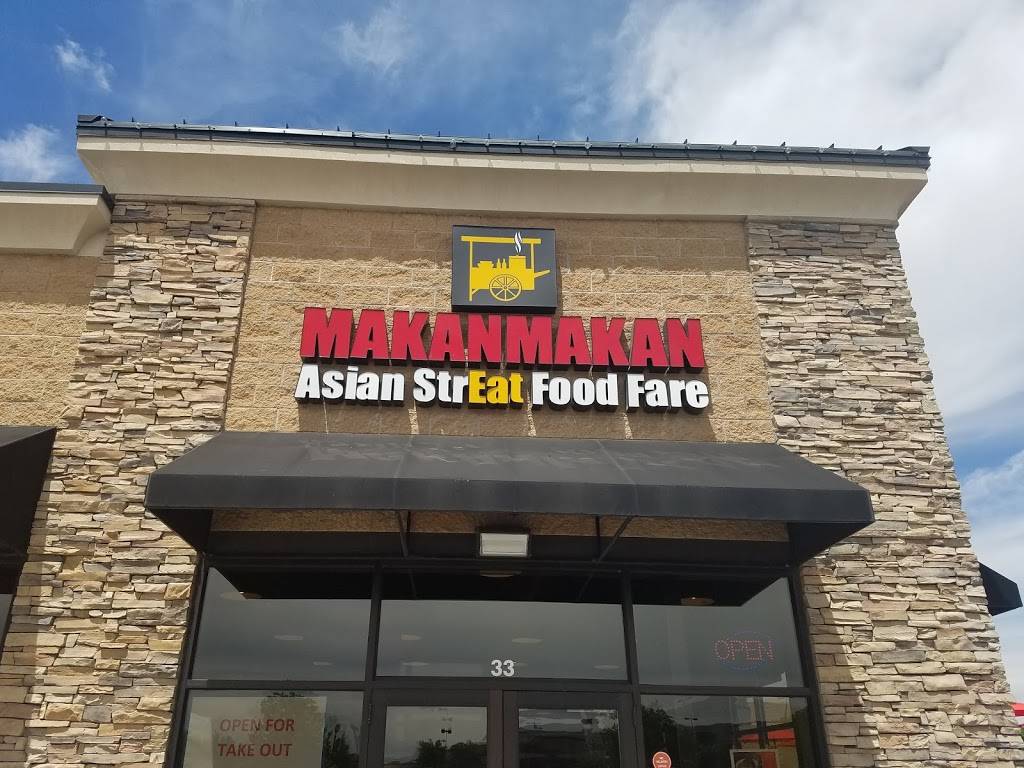 MAKANMAKAN
Asian StrEat Food Fare
33
OPEN
OPEN FOR
TAKE OUT